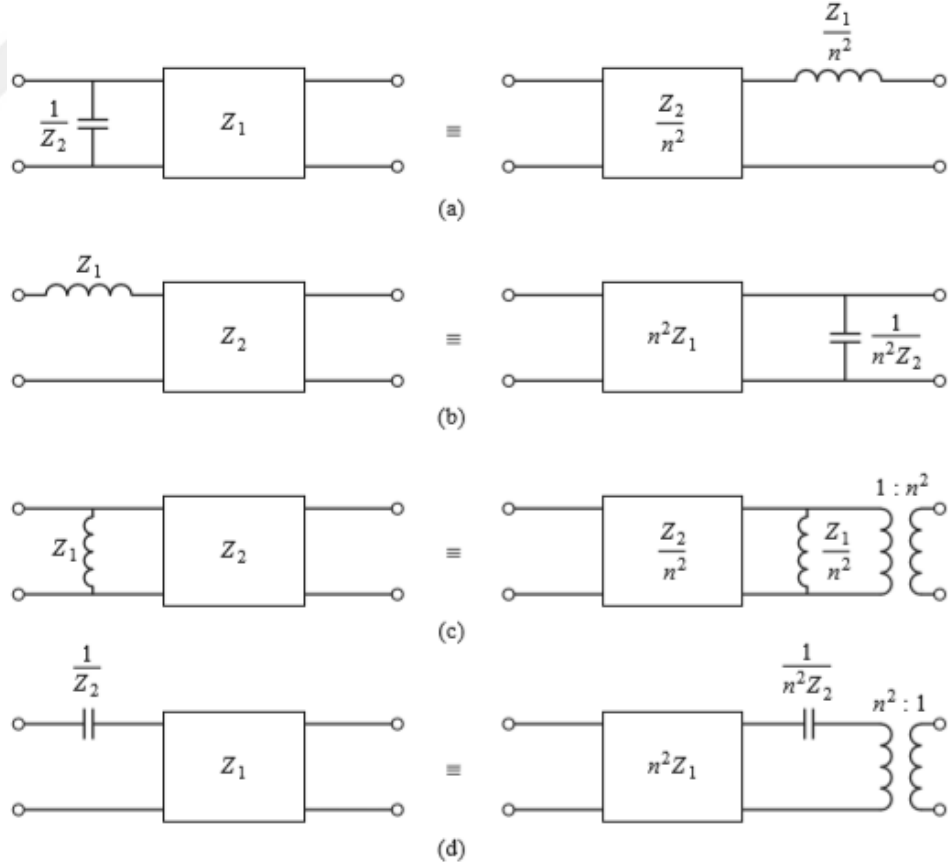 Z₁/n²
1/Z₂
Z₁
≡
Z₂/n²
(a)
Z₁
Z₂
≡
n²Z₁
1/n²Z₂
(b)
1 : n²
Z₁
Z₂
≡
Z₂/n²
Z₁/n²
(c)
1/Z₂
1/n²Z₂
n² : 1
Z₁
≡
n²Z₁
(d)